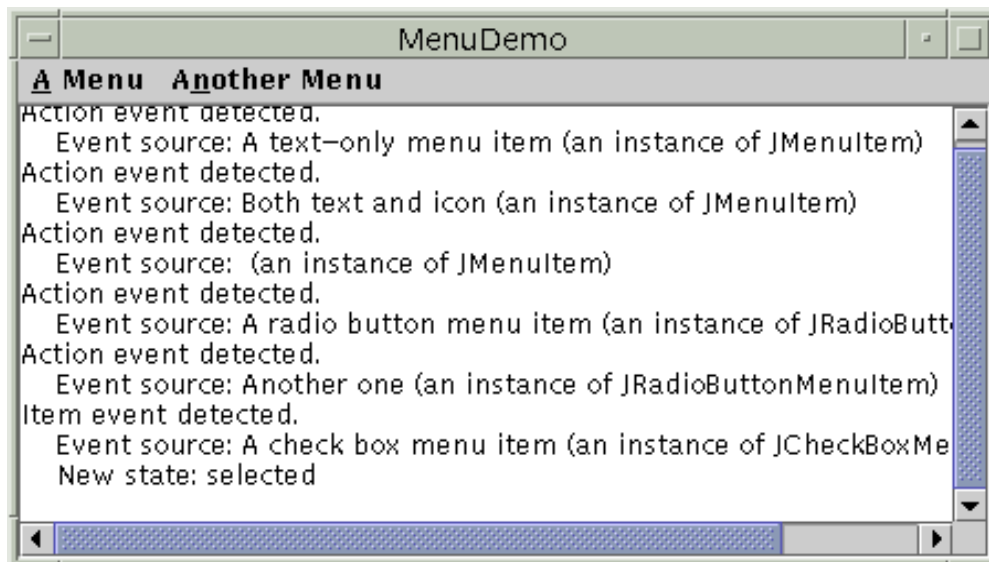 MenuDemo
A Menu Another Menu
Action event detected.
Event source: A text-only menu item (an instance of JMenuItem)
Action event detected.
Event source: Both text and icon (an instance of JMenuItem)
Action event detected.
Event source:  (an instance of JMenuItem)
Action event detected.
Event source: A radio button menu item (an instance of JRadioButt
Action event detected.
Event source: Another one (an instance of JRadioButtonMenuItem)
Item event detected.
Event source: A check box menu item (an instance of JCheckBoxMe
New state: selected